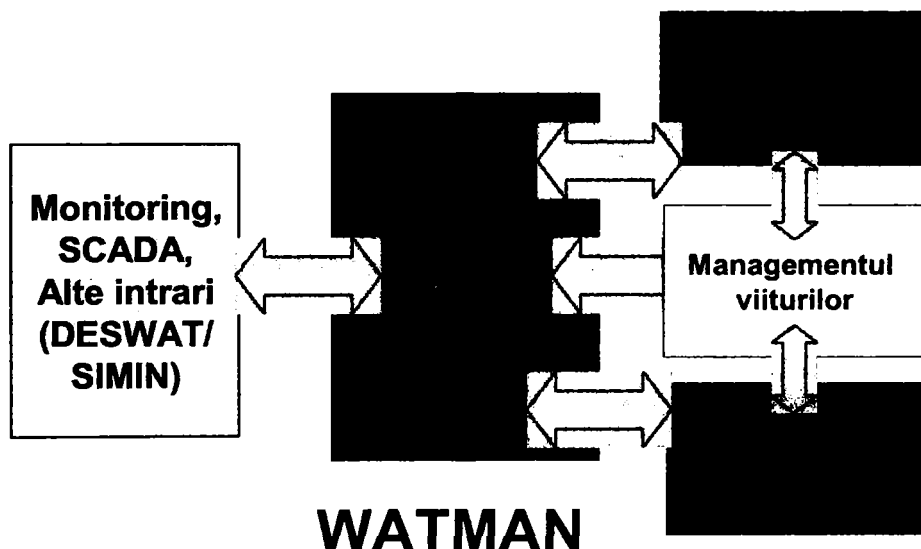 Monitoring,
SCADA,
Alte intrari
(DESWAT/
SIMIN)
Managementul
viiturilor
WATMAN